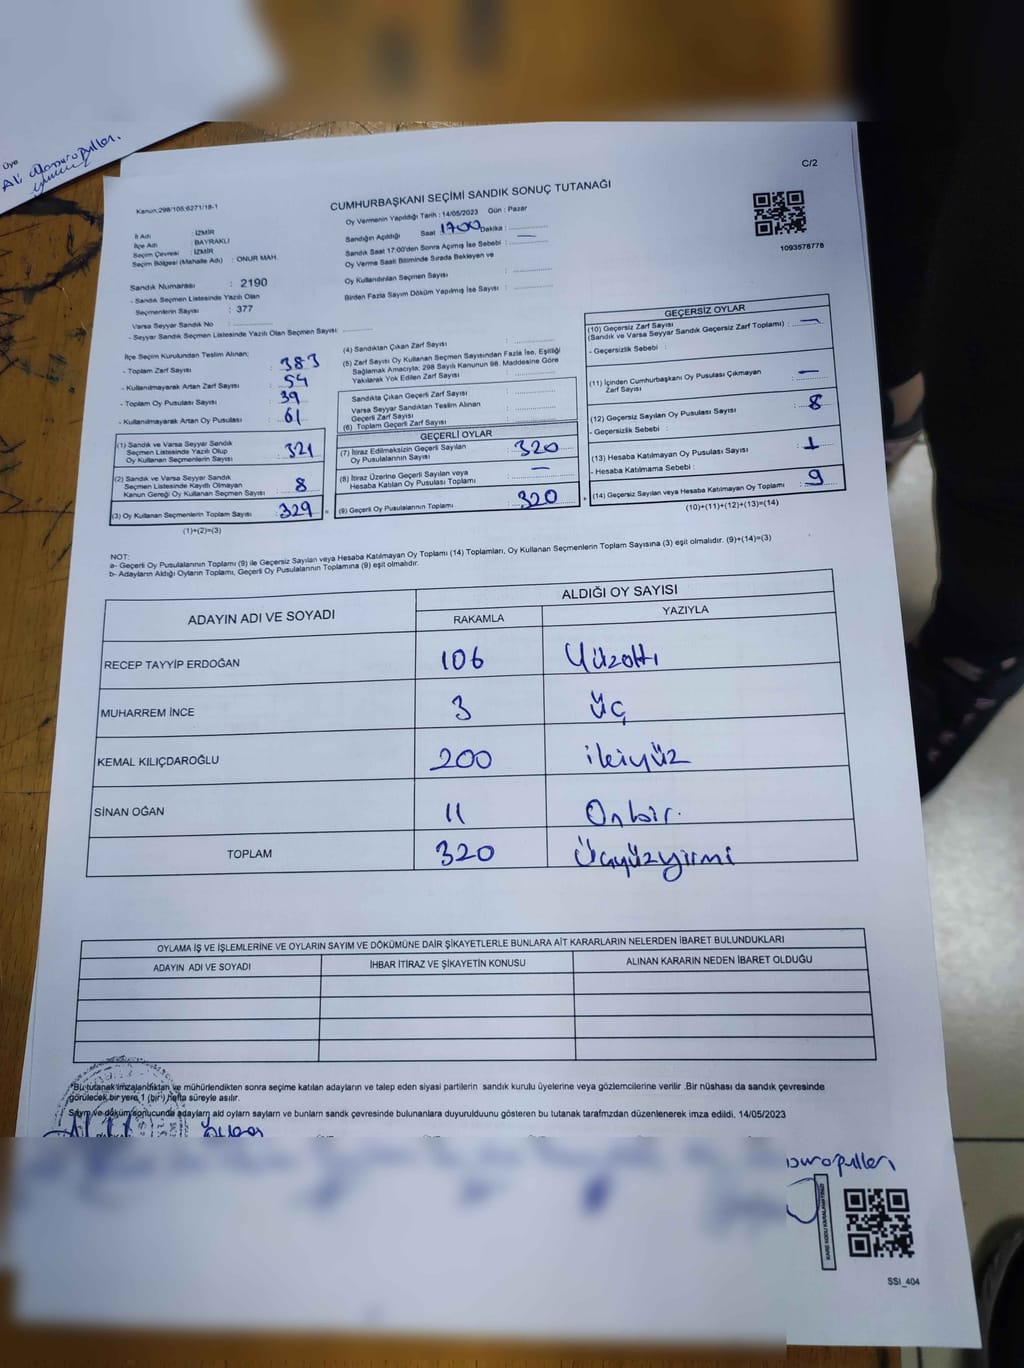 Üye
C/2
Kanun:298/105;6271/18-1
CUMHURBAŞKANI SEÇİMİ SANDIK SONUÇ TUTANAĞI
1093578778
İl Adı : İZMİR
İlçe Adı : BAYRAKLI
Seçim Çevresi : İZMİR
Seçim Bölgesi (Mahalle Adı) : ONUR MAH.
Sandık Numarası : 2190
- Sandık Seçmen Listesinde Yazılı Olan
Seçmenlerin Sayısı : 377
Varsa Seyyar Sandık No :
- Seyyar Sandık Seçmen Listesinde Yazılı Olan Seçmen Sayısı:
Oy Vermenin Yapıldığı Tarih : 14/05/2023 Gün : Pazar
Sandığın Açıldığı Saat 1700 Dakika :
Sandık Saat 17:00'den Sonra Açılmış İse Sebebi : —
Oy Verme Saati Bitiminde Sırada Bekleyen ve
Oy Kullandırılan Seçmen Sayısı :
Birden Fazla Sayım Döküm Yapılmış İse Sayısı :
İlçe Seçim Kurulundan Teslim Alınan;
- Toplam Zarf Sayısı : 383
- Kullanılmayarak Artan Zarf Sayısı : 54
- Toplam Oy Pusulası Sayısı : 39
- Kullanılmayarak Artan Oy Pusulası : 61
(1) Sandık ve Varsa Seyyar Sandık
Seçmen Listesinde Yazılı Olup
Oy Kullanan Seçmenlerin Sayısı : 321
(2) Sandık ve Varsa Seyyar Sandık
Seçmen Listesinde Kayıtlı Olmayan
Kanun Gereği Oy Kullanan Seçmen Sayısı : 8
(3) Oy Kullanan Seçmenlerin Toplam Sayısı : 329
(1)+(2)=(3)
(4) Sandıktan Çıkan Zarf Sayısı :
(5) Zarf Sayısı Oy Kullanan Seçmen Sayısından Fazla İse, Eşitliği
Sağlamak Amacıyla; 298 Sayılı Kanunun 98. Maddesine Göre
Yakılarak Yok Edilen Zarf Sayısı :
Sandıkta Çıkan Geçerli Zarf Sayısı :
Varsa Seyyar Sandıktan Teslim Alınan
Geçerli Zarf Sayısı :
(6) Toplam Geçerli Zarf Sayısı :
GEÇERLİ OYLAR
(7) İtiraz Edilmeksizin Geçerli Sayılan
Oy Pusulalarının Sayısı : 320
(8) İtiraz Üzerine Geçerli Sayılan veya
Hesaba Katılan Oy Pusulası Toplamı : —
(9) Geçerli Oy Pusulalarının Toplamı : 320
GEÇERSİZ OYLAR
(10) Geçersiz Zarf Sayısı
(Sandık ve Varsa Seyyar Sandık Geçersiz Zarf Toplamı) : —
- Geçersizlik Sebebi :
(11) İçinden Cumhurbaşkanı Oy Pusulası Çıkmayan
Zarf Sayısı : —
(12) Geçersiz Sayılan Oy Pusulası Sayısı : 8
- Geçersizlik Sebebi :
(13) Hesaba Katılmayan Oy Pusulası Sayısı : 1
- Hesaba Katılmama Sebebi :
(14) Geçersiz Sayılan veya Hesaba Katılmayan Oy Toplamı : 9
(10)+(11)+(12)+(13)=(14)
NOT:
a- Geçerli Oy Pusulalarının Toplamı (9) ile Geçersiz Sayılan veya Hesaba Katılmayan Oy Toplamı (14) Toplamları, Oy Kullanan Seçmenlerin Toplam Sayısına (3) eşit olmalıdır. (9)+(14)=(3)
b- Adayların Aldığı Oyların Toplamı, Geçerli Oy Pusulalarının Toplamına (9) eşit olmalıdır.
ADAYIN ADI VE SOYADI
ALDIĞI OY SAYISI
RAKAMLA YAZIYLA
RECEP TAYYİP ERDOĞAN 106 Yüzaltı
MUHARREM İNCE 3 Üç
KEMAL KILIÇDAROĞLU 200 ikiyüz
SİNAN OĞAN 11 Onbir.
TOPLAM 320 Üçyüzyirmi
OYLAMA İŞ VE İŞLEMLERİNE VE OYLARIN SAYIM VE DÖKÜMÜNE DAİR ŞİKAYETLERLE BUNLARA AİT KARARLARIN NELERDEN İBARET BULUNDUKLARI
ADAYIN ADI VE SOYADI İHBAR İTİRAZ VE ŞİKAYETİN KONUSU ALINAN KARARIN NEDEN İBARET OLDUĞU
*Bu tutanak imzalandıktan ve mühürlendikten sonra seçime katılan adayların ve talep eden siyasi partilerin sandık kurulu üyelerine veya gözlemcilerine verilir .Bir nüshası da sandık çevresinde
görülecek bir yere 1 (bir) hafta süreyle asılır.
Sayım ve döküm sonucunda adayların aldı oyların sayların ve bunların sandk çevresinde bulunanlara duyurulduunu gösteren bu tutanak tarafmzdan düzenlenerek imza edildi. 14/05/2023
SSI_404